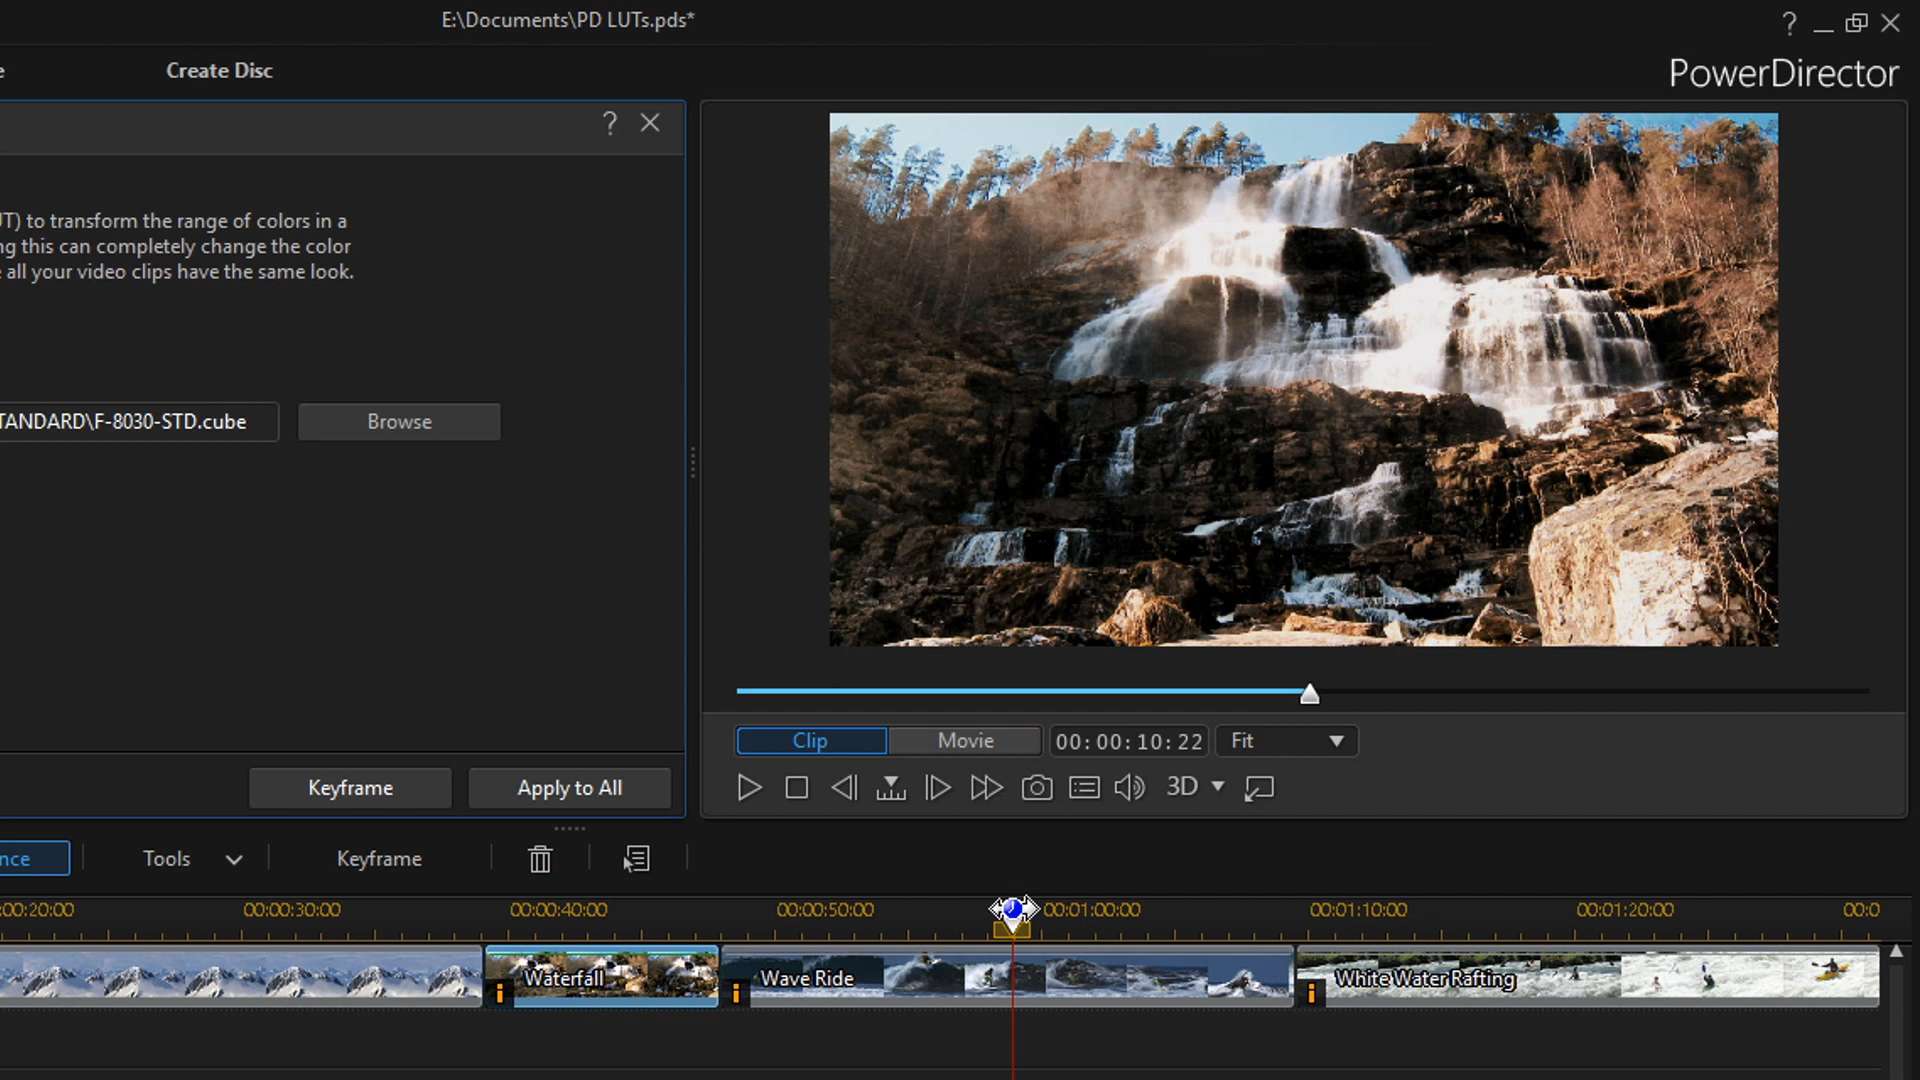 E:\Documents\PD LUTs.pds*
?
e
Create Disc
PowerDirector
?
UT) to transform the range of colors in a
ng this can completely change the color
e all your video clips have the same look.
TANDARD\F-8030-STD.cube
Browse
Clip
Movie
00:00:10:22
Fit
Keyframe
Apply to All
3D
nce
Tools
Keyframe
:00:20:00
00:00:30:00
00:00:40:00
00:00:50:00
00:01:00:00
00:01:10:00
00:01:20:00
00:0
i
Waterfall
i
Wave Ride
i
White Water Rafting